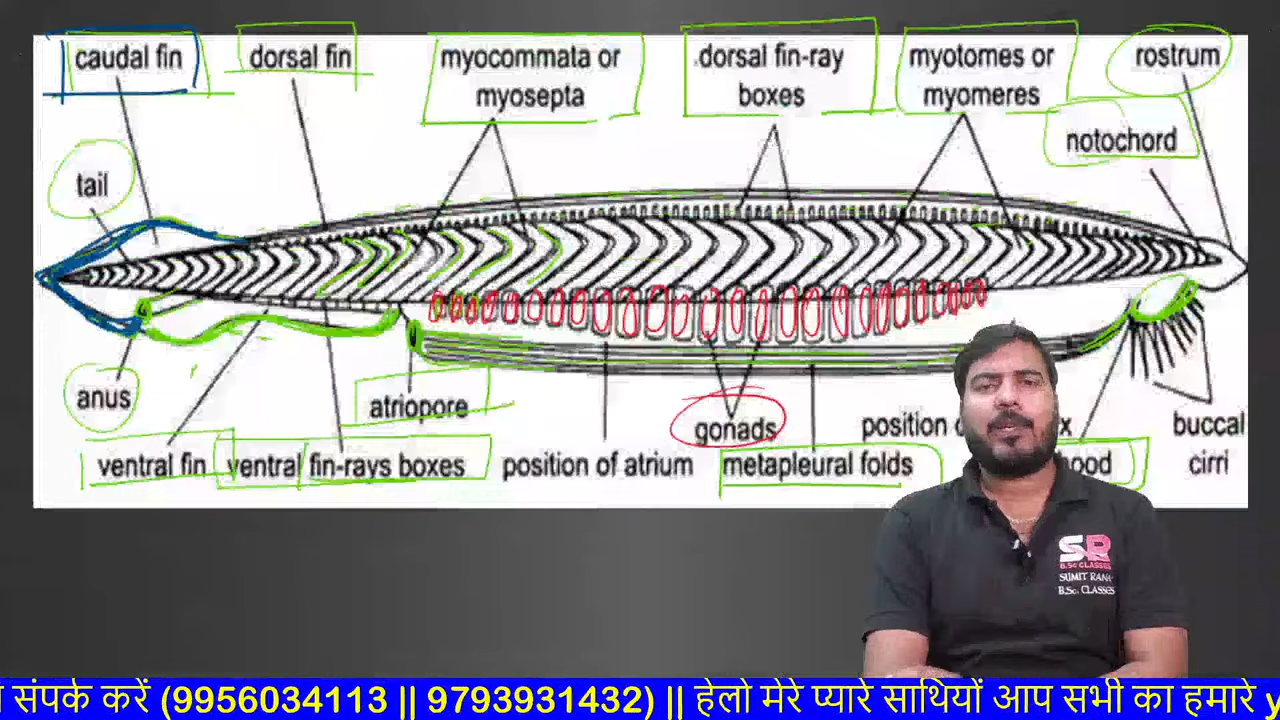 caudal fin
dorsal fin
myocommata or
myosepta
dorsal fin-ray
boxes
myotomes or
myomeres
rostrum
notochord
tail
anus
atriopore
gonads
position
buccal
cirri
ventral fin
ventral fin-rays boxes
position of atrium
metapleural folds
SR
B.Sc CLASSES
SUMIT RANA
B.Sc. CLASSES
संपर्क करें (9956034113 || 9793931432) || हेलो मेरे प्यारे साथियों आप सभी का हमारे